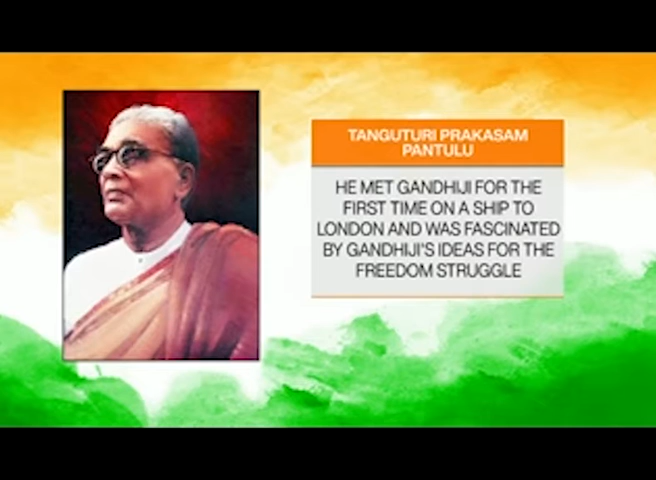 TANGUTURI PRAKASAM
PANTULU
HE MET GANDHIJI FOR THE
FIRST TIME ON A SHIP TO
LONDON AND WAS FASCINATED
BY GANDHIJI'S IDEAS FOR THE
FREEDOM STRUGGLE